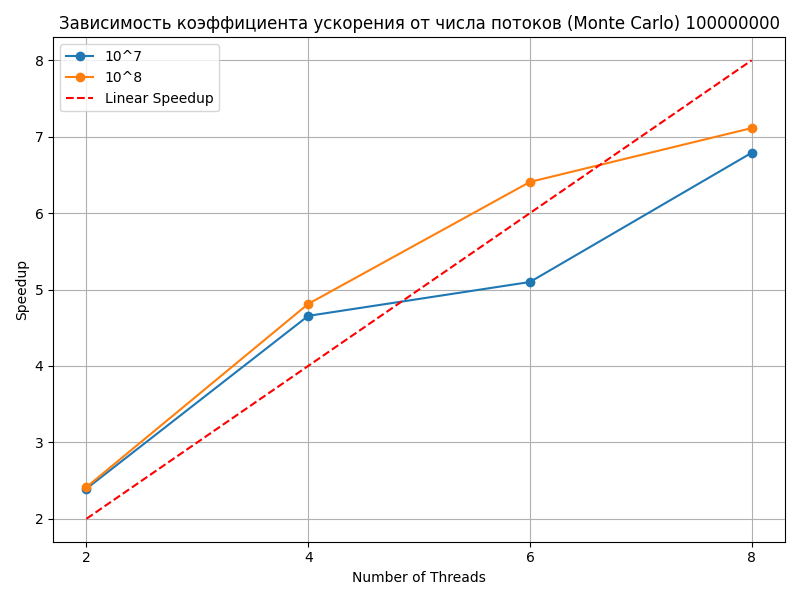 Зависимость коэффициента ускорения от числа потоков (Monte Carlo) 100000000
10^7
10^8
Linear Speedup
8
7
6
5
4
3
2
Speedup
2 4 6 8
Number of Threads